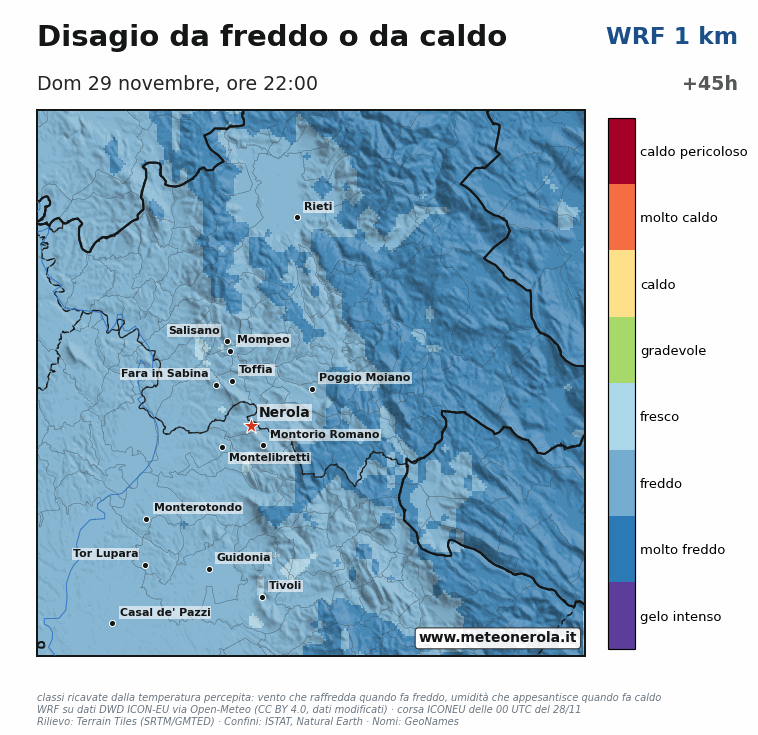 Disagio da freddo o da caldo
WRF 1 km
Dom 29 novembre, ore 22:00
+45h
Rieti
Salisano
Mompeo
Fara in Sabina
Toffia
Poggio Moiano
Nerola
Montorio Romano
Montelibretti
Monterotondo
Tor Lupara
Guidonia
Tivoli
Casal de' Pazzi
www.meteonerola.it
caldo pericoloso
molto caldo
caldo
gradevole
fresco
freddo
molto freddo
gelo intenso
classi ricavate dalla temperatura percepita: vento che raffredda quando fa freddo, umidità che appesantisce quando fa caldo
WRF su dati DWD ICON-EU via Open-Meteo (CC BY 4.0, dati modificati) · corsa ICONEU delle 00 UTC del 28/11
Rilievo: Terrain Tiles (SRTM/GMTED) · Confini: ISTAT, Natural Earth · Nomi: GeoNames